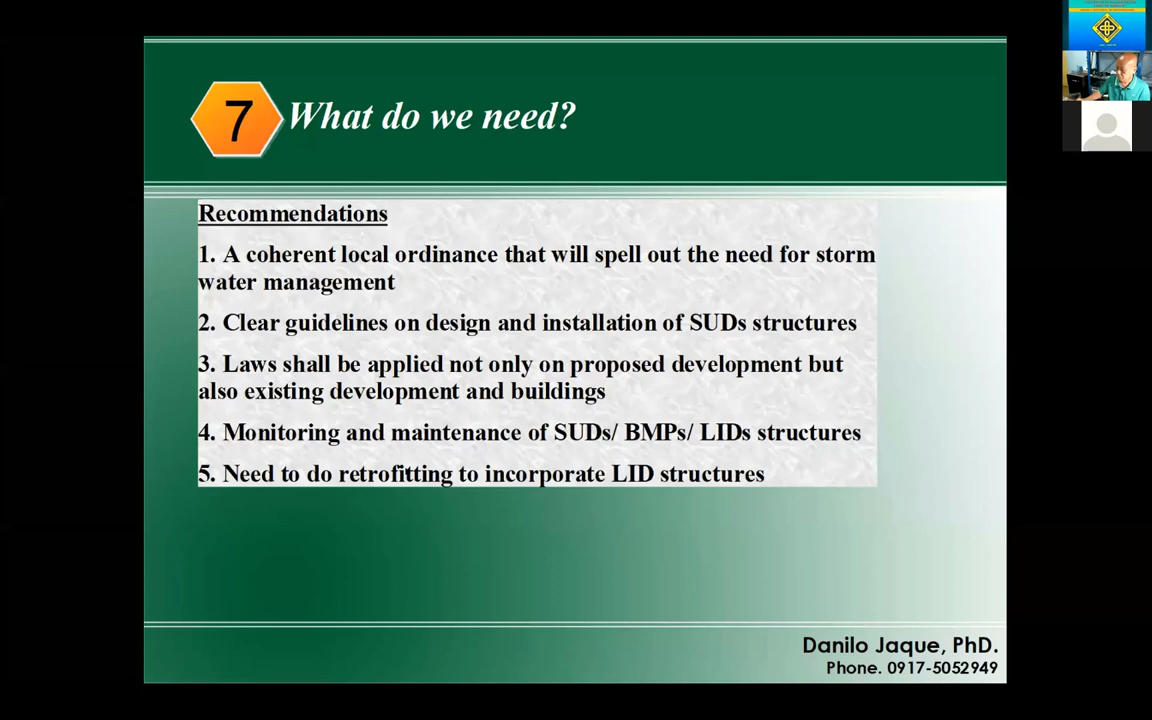 7 What do we need?
Recommendations
1. A coherent local ordinance that will spell out the need for storm
water management
2. Clear guidelines on design and installation of SUDs structures
3. Laws shall be applied not only on proposed development but
also existing development and buildings
4. Monitoring and maintenance of SUDs/ BMPs/ LIDs structures
5. Need to do retrofitting to incorporate LID structures
Danilo Jaque, PhD.
Phone. 0917-5052949